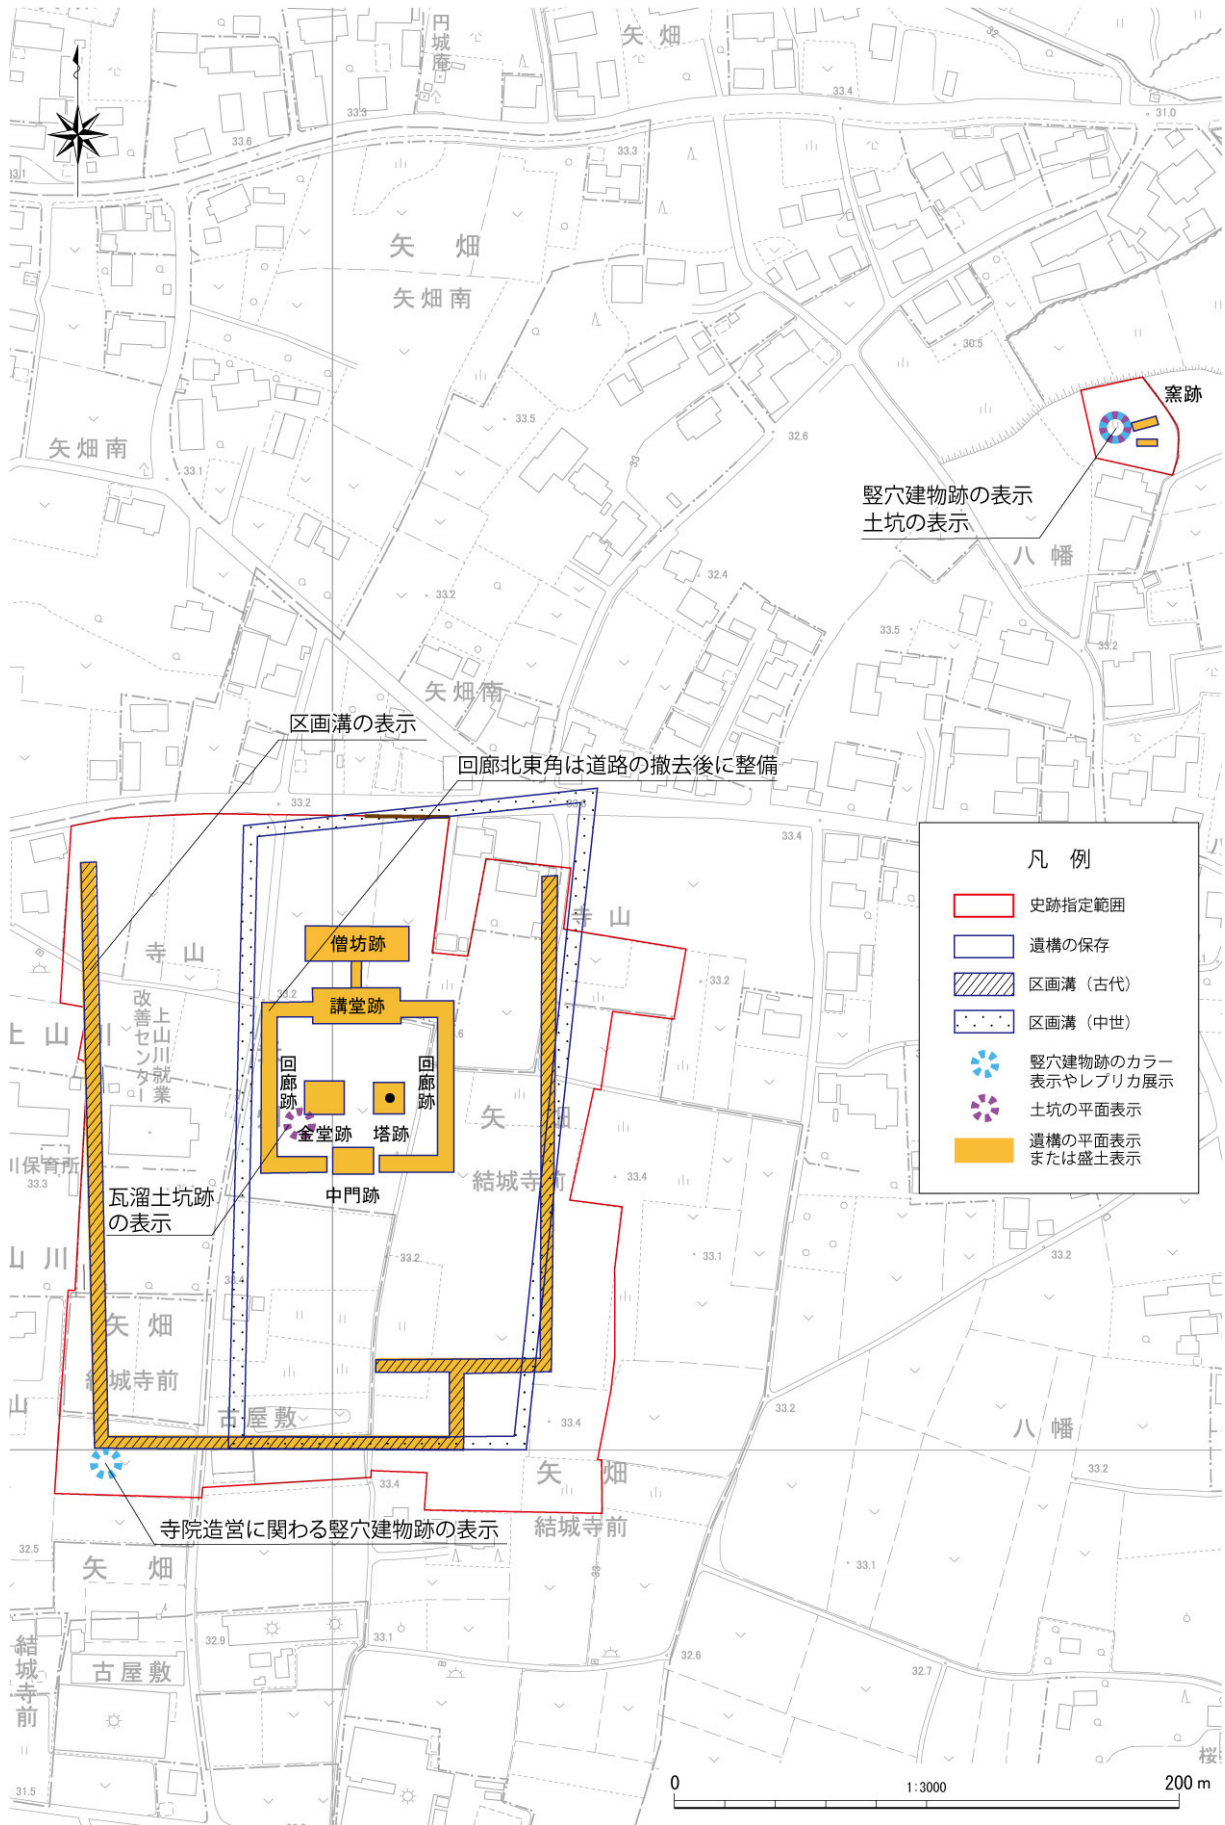 円城庵
矢畑
32
33.4
31.0
33.3
33.6
33.3
33.1
矢畑
矢畑南
30.5
窯跡
33.5
32.6
33
矢畑南
33.1
竪穴建物跡の表示
土坑の表示
八幡
32.4
33.2
33.5
33.2
矢畑南
区画溝の表示
回廊北東角は道路の撤去後に整備
33.2
33.4
凡 例
史跡指定範囲
遺構の保存
区画溝（古代）
区画溝（中世）
竪穴建物跡のカラー
表示やレプリカ展示
土坑の平面表示
遺構の平面表示
または盛土表示
寺山
寺山
僧坊跡
33.2
33.2
講堂跡
上山川
上山川就業
改善センター
回廊跡
回廊跡
金堂跡
塔跡
矢畑
川保育所
33.3
結城寺前
33.4
中門跡
瓦溜土坑跡
の表示
33.2
33.1
33.2
山川
33.4
矢畑
結城寺前
古屋敷
33.4
33.2
八幡
山
矢畑
33.2
33.4
結城寺前
寺院造営に関わる竪穴建物跡の表示
32.5
矢畑
33.1
33
結城寺前
32.9
33.1
32.6
32.7
古屋敷
31.5
桜
0
1:3000
200 m